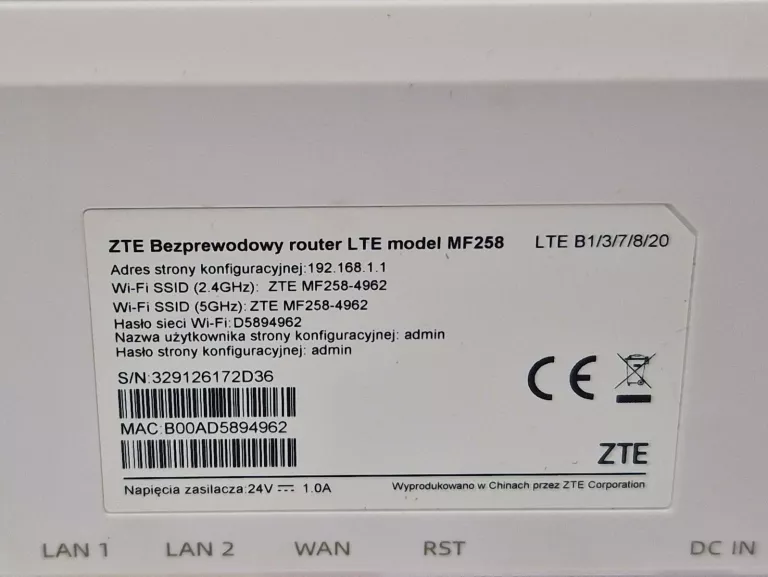 ZTE Bezprewodowy router LTE model MF258 LTE B1/3/7/8/20
Adres strony konfiguracyjnej:192.168.1.1
Wi-Fi SSID (2.4GHz): ZTE MF258-4962
Wi-Fi SSID (5GHz): ZTE MF258-4962
Hasło sieci Wi-Fi: D5894962
Nazwa użytkownika strony konfiguracyjnej: admin
Hasło strony konfiguracyjnej: admin
S/N:329126172D36
MAC:B00AD5894962
CE
ZTE
Napięcia zasilacza:24V ⎓ 1.0A Wyprodukowano w Chinach przez ZTE Corporation
LAN 1 LAN 2 WAN RST DC IN